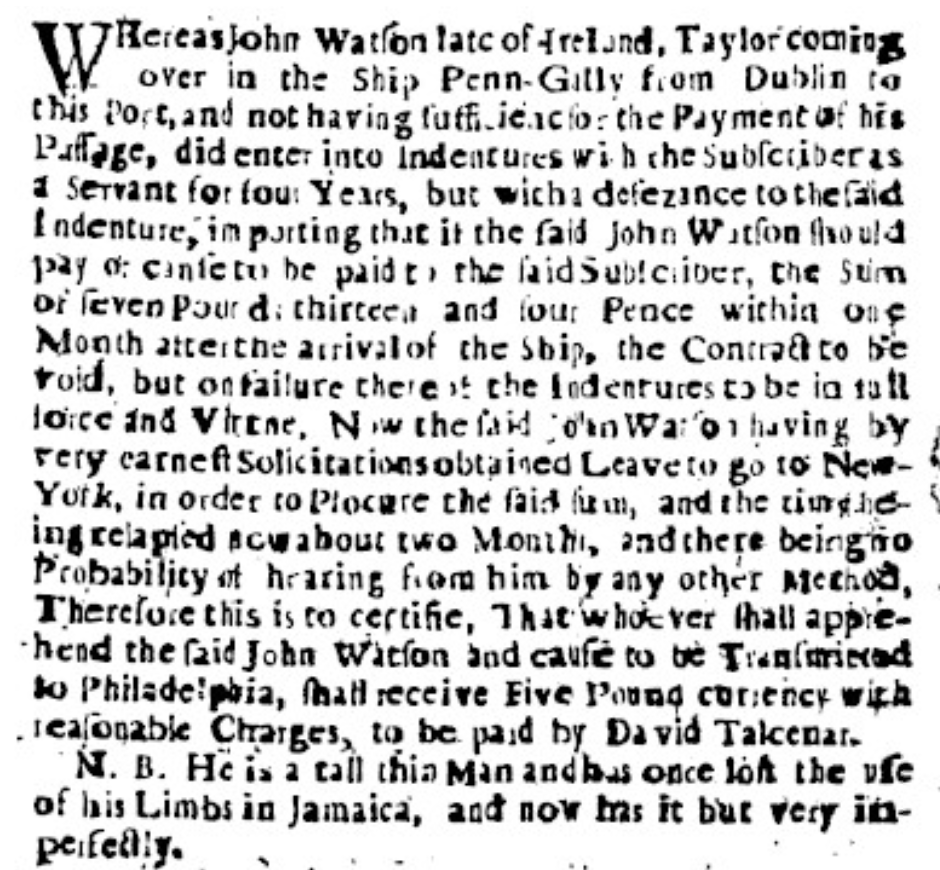 WHereas John Watſon late of Ireland, Taylor coming
over in the Ship Penn-Gilly from Dublin to
this Port, and not having ſufficient for the Payment of his
Paſſage, did enter into Indentures with the Subſcriber as
a Servant for four Years, but with a defezance to the ſaid
Indenture, importing that if the ſaid John Watſon ſhould
pay or cauſe to be paid to the ſaid Subſcriber, the Sum
of ſeven Pounds thirteen and four Pence within one
Month after the arrival of the Ship, the Contract to be
void, but on failure thereof the Indentures to be in full
force and Virtue, Now the ſaid John Watſon having by
very earneſt Solicitations obtained Leave to go to New-
York, in order to Procure the ſaid ſum, and the time be-
ing relapſed now about two Months, and there being no
Probability of hearing from him by any other Method,
Therefore this is to certifie, That whoever ſhall appre-
hend the ſaid John Watſon and cauſe to be
to Philadelphia, ſhall receive Five Pound currency with
reaſonable Charges, to be paid by David Takenar.
N. B. He is a tall thin Man and has once loſt the vſe
of his Limbs in Jamaica, and now has it but very im-
perfectly.